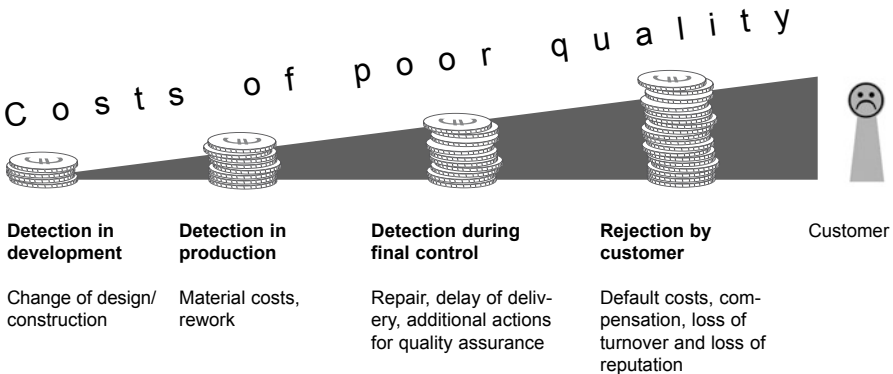 Costs of poor quality
Detection in
development
Change of design/
construction
Detection in
production
Material costs,
rework
Detection during
final control
Repair, delay of deliv-
ery, additional actions
for quality assurance
Rejection by
customer
Default costs, com-
pensation, loss of
turnover and loss of
reputation
Customer